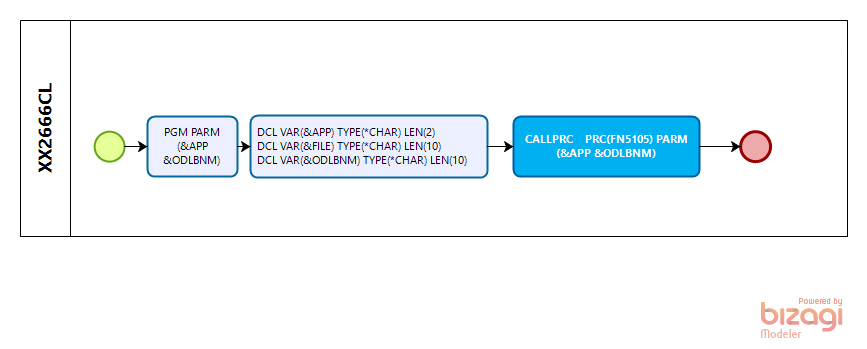 XX2666CL
PGM PARM
(&APP
&ODLBNM)
DCL VAR(&APP) TYPE(*CHAR) LEN(2)
DCL VAR(&FILE) TYPE(*CHAR) LEN(10)
DCL VAR(&ODLBNM) TYPE(*CHAR) LEN(10)
CALLPRC PRC(FN5105) PARM
(&APP &ODLBNM)
Powered by
bizagi
Modeler